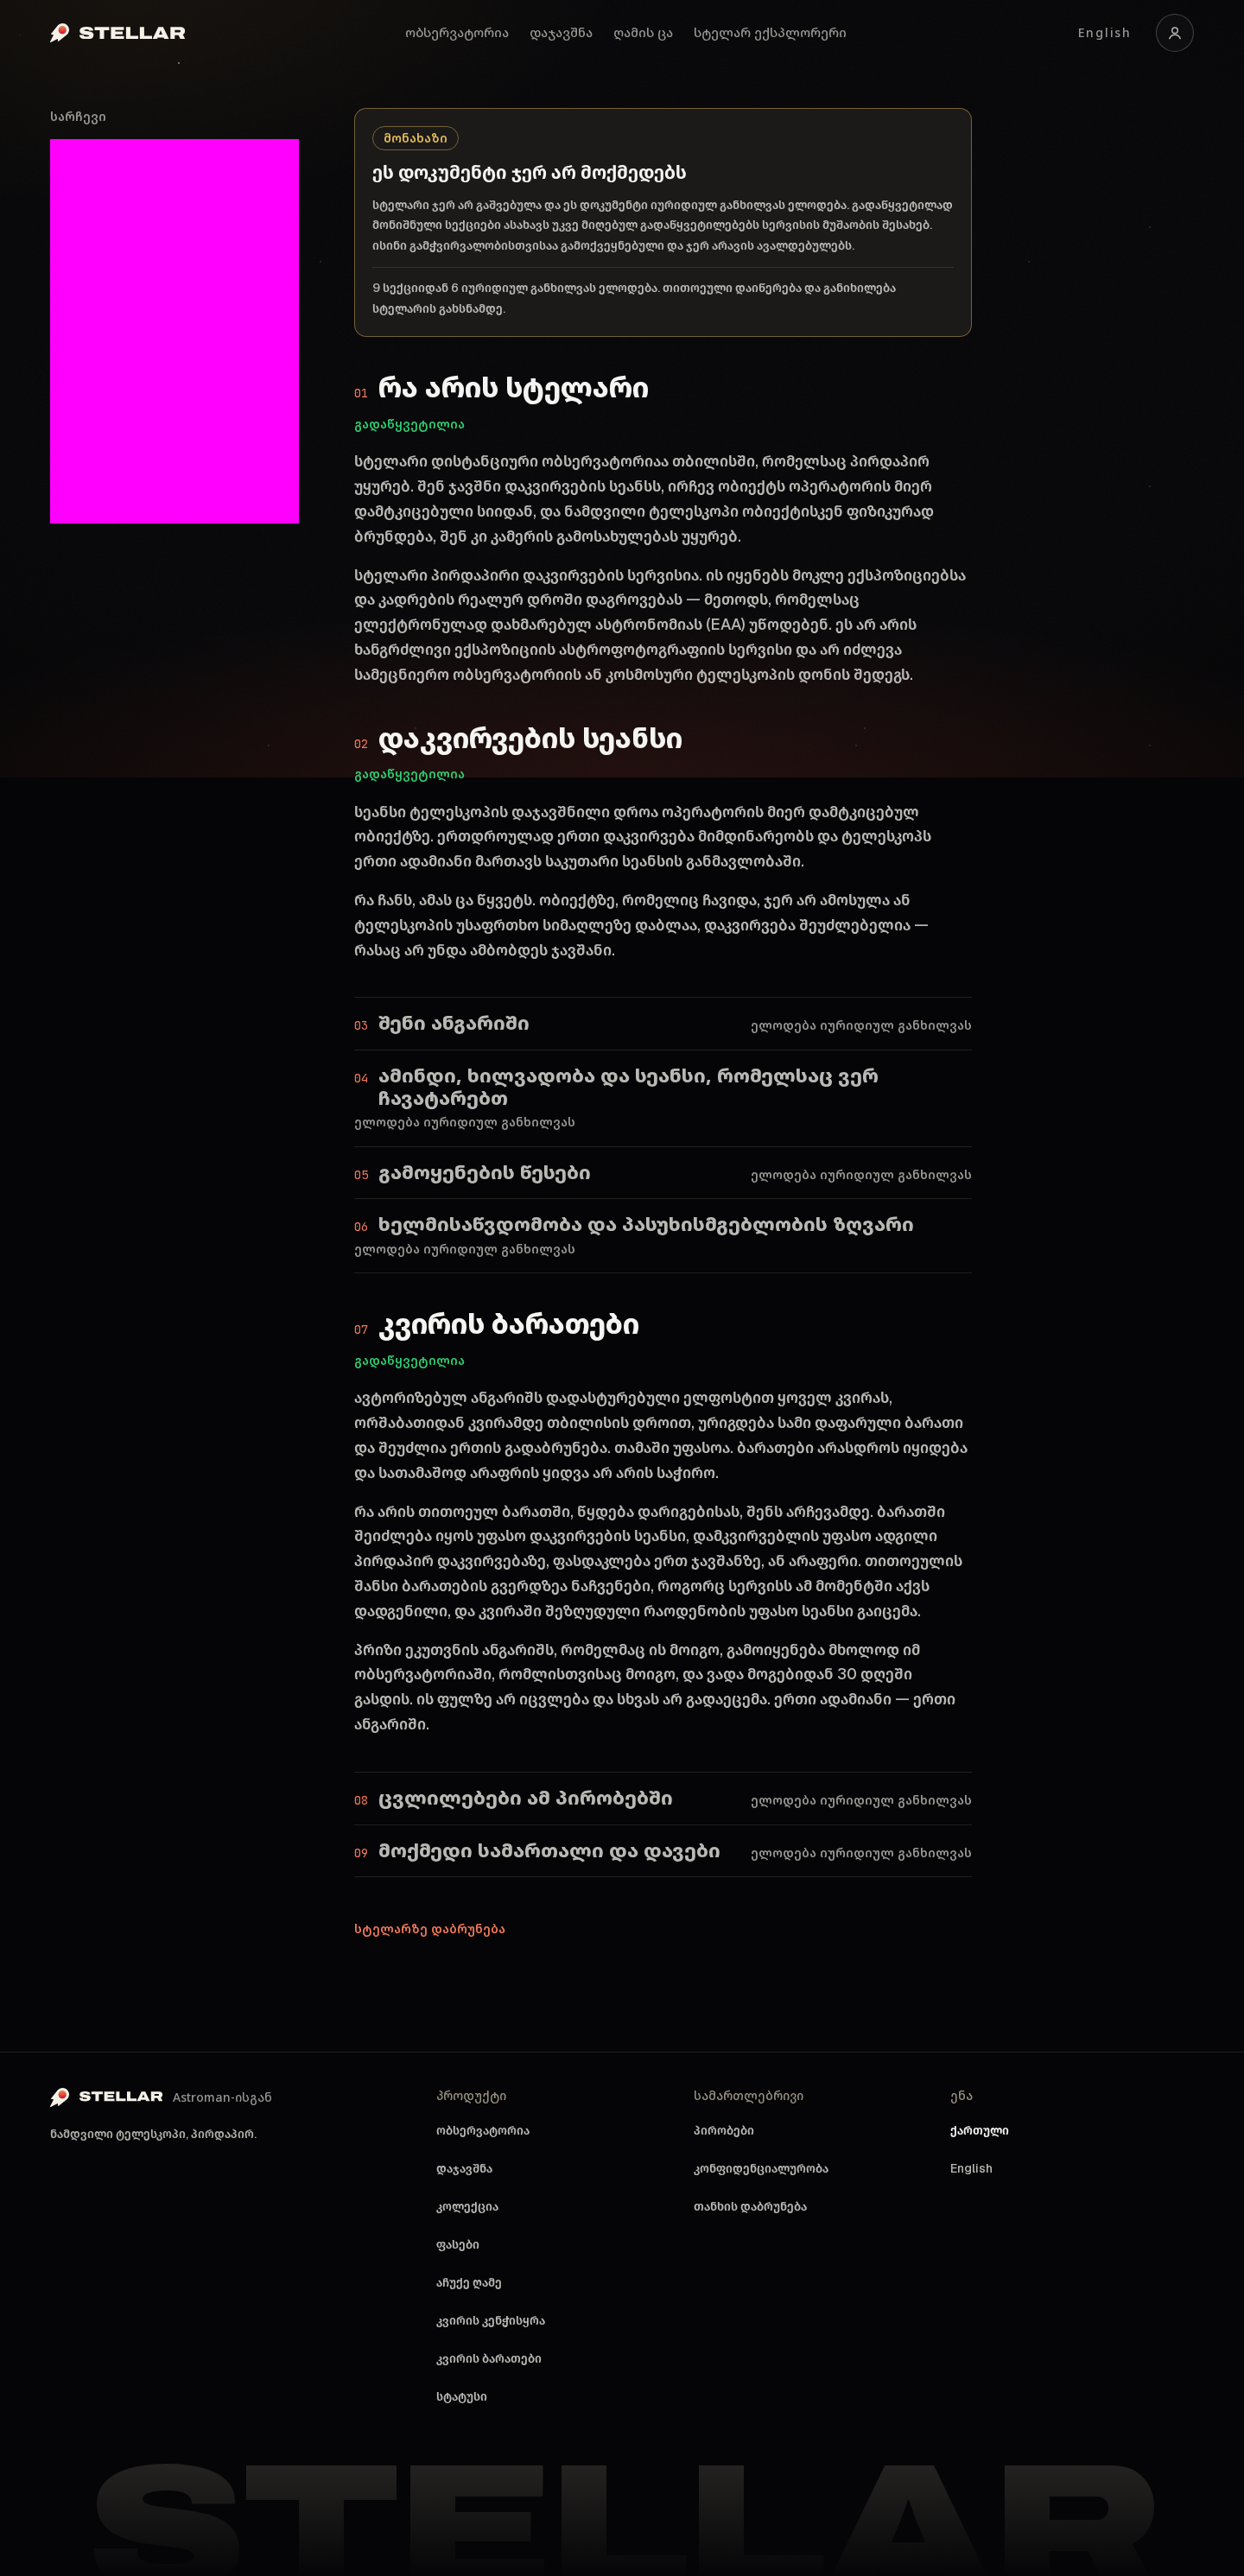 STELLAR
ობსერვატორია
დაჯავშნა
ღამის ცა
სტელარ ექსპლორერი
English
სარჩევი
მონახაზი
ეს დოკუმენტი ჯერ არ მოქმედებს
სტელარი ჯერ არ გაშვებულა და ეს დოკუმენტი იურიდიულ განხილვას ელოდება. გადაწყვეტილად
მონიშნული სექციები ასახავს უკვე მიღებულ გადაწყვეტილებებს სერვისის მუშაობის შესახებ.
ისინი გამჭვირვალობისთვისაა გამოქვეყნებული და ჯერ არავის ავალდებულებს.
9 სექციიდან 6 იურიდიულ განხილვას ელოდება. თითოეული დაიწერება და განიხილება
სტელარის გახსნამდე.
01 რა არის სტელარი
გადაწყვეტილია
სტელარი დისტანციური ობსერვატორიაა თბილისში, რომელსაც პირდაპირ
უყურებ. შენ ჯავშნი დაკვირვების სეანსს, ირჩევ ობიექტს ოპერატორის მიერ
დამტკიცებული სიიდან, და ნამდვილი ტელესკოპი ობიექტისკენ ფიზიკურად
ბრუნდება, შენ კი კამერის გამოსახულებას უყურებ.
სტელარი პირდაპირი დაკვირვების სერვისია. ის იყენებს მოკლე ექსპოზიციებსა
და კადრების რეალურ დროში დაგროვებას — მეთოდს, რომელსაც
ელექტრონულად დახმარებულ ასტრონომიას (EAA) უწოდებენ. ეს არ არის
ხანგრძლივი ექსპოზიციის ასტროფოტოგრაფიის სერვისი და არ იძლევა
სამეცნიერო ობსერვატორიის ან კოსმოსური ტელესკოპის დონის შედეგს.
02 დაკვირვების სეანსი
გადაწყვეტილია
სეანსი ტელესკოპის დაჯავშნილი დროა ოპერატორის მიერ დამტკიცებულ
ობიექტზე. ერთდროულად ერთი დაკვირვება მიმდინარეობს და ტელესკოპს
ერთი ადამიანი მართავს საკუთარი სეანსის განმავლობაში.
რა ჩანს, ამას ცა წყვეტს. ობიექტზე, რომელიც ჩავიდა, ჯერ არ ამოსულა ან
ტელესკოპის უსაფრთხო სიმაღლეზე დაბლაა, დაკვირვება შეუძლებელია —
რასაც არ უნდა ამბობდეს ჯავშანი.
03 შენი ანგარიში
ელოდება იურიდიულ განხილვას
04 ამინდი, ხილვადობა და სეანსი, რომელსაც ვერ
ჩავატარებთ
ელოდება იურიდიულ განხილვას
05 გამოყენების წესები
ელოდება იურიდიულ განხილვას
06 ხელმისაწვდომობა და პასუხისმგებლობის ზღვარი
ელოდება იურიდიულ განხილვას
07 კვირის ბარათები
გადაწყვეტილია
ავტორიზებულ ანგარიშს დადასტურებული ელფოსტით ყოველ კვირას,
ორშაბათიდან კვირამდე თბილისის დროით, ურიგდება სამი დაფარული ბარათი
და შეუძლია ერთის გადაბრუნება. თამაში უფასოა. ბარათები არასდროს იყიდება
და სათამაშოდ არაფრის ყიდვა არ არის საჭირო.
რა არის თითოეულ ბარათში, წყდება დარიგებისას, შენს არჩევამდე. ბარათში
შეიძლება იყოს უფასო დაკვირვების სეანსი, დამკვირვებლის უფასო ადგილი
პირდაპირ დაკვირვებაზე, ფასდაკლება ერთ ჯავშანზე, ან არაფერი. თითოეულის
შანსი ბარათების გვერდზეა ნაჩვენები, როგორც სერვისს ამ მომენტში აქვს
დადგენილი, და კვირაში შეზღუდული რაოდენობის უფასო სეანსი გაიცემა.
პრიზი ეკუთვნის ანგარიშს, რომელმაც ის მოიგო, გამოიყენება მხოლოდ იმ
ობსერვატორიაში, რომლისთვისაც მოიგო, და ვადა მოგებიდან 30 დღეში
გასდის. ის ფულზე არ იცვლება და სხვას არ გადაეცემა. ერთი ადამიანი — ერთი
ანგარიში.
08 ცვლილებები ამ პირობებში
ელოდება იურიდიულ განხილვას
09 მოქმედი სამართალი და დავები
ელოდება იურიდიულ განხილვას
სტელარზე დაბრუნება
STELLAR Astroman-ისგან
ნამდვილი ტელესკოპი, პირდაპირ.
პროდუქტი
ობსერვატორია
დაჯავშნა
კოლექცია
ფასები
აჩუქე ღამე
კვირის კენჭისყრა
კვირის ბარათები
სტატუსი
სამართლებრივი
პირობები
კონფიდენციალურობა
თანხის დაბრუნება
ენა
ქართული
English
STELLAR